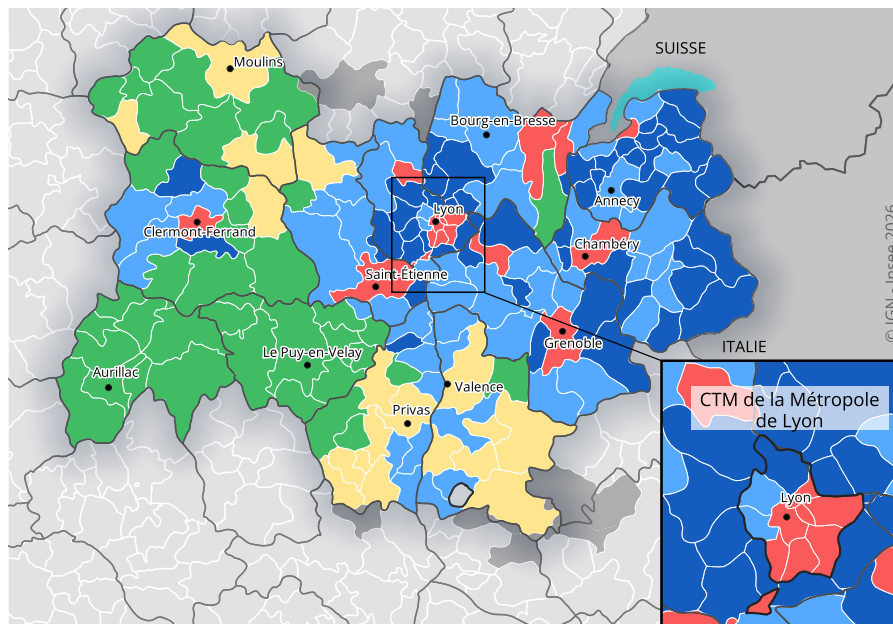 SUISSE
Moulins
Bourg-en-Bresse
Annecy
Lyon
Clermont-Ferrand
Chambéry
Saint-Étienne
Grenoble
ITALIE
Le Puy-en-Velay
Aurillac
Valence
Privas
CTM de la Métropole
de Lyon
Lyon
© IGN - Insee 2026